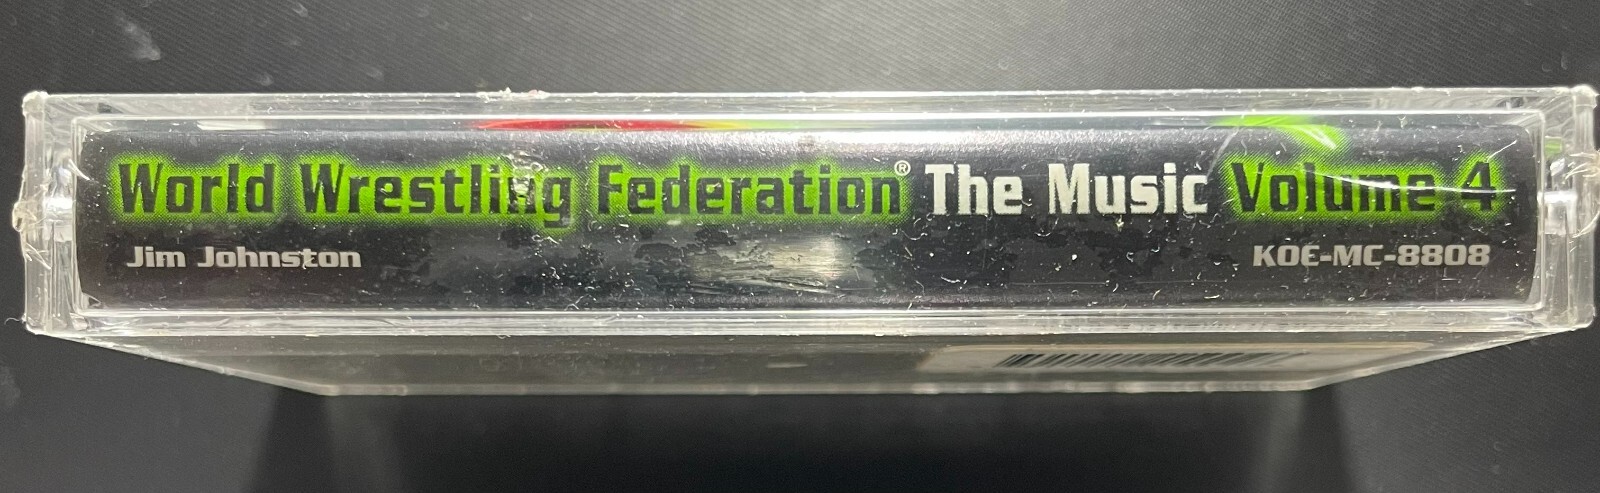 World Wrestling Federation® The Music Volume 4
Jim Johnston KOE-MC-8808